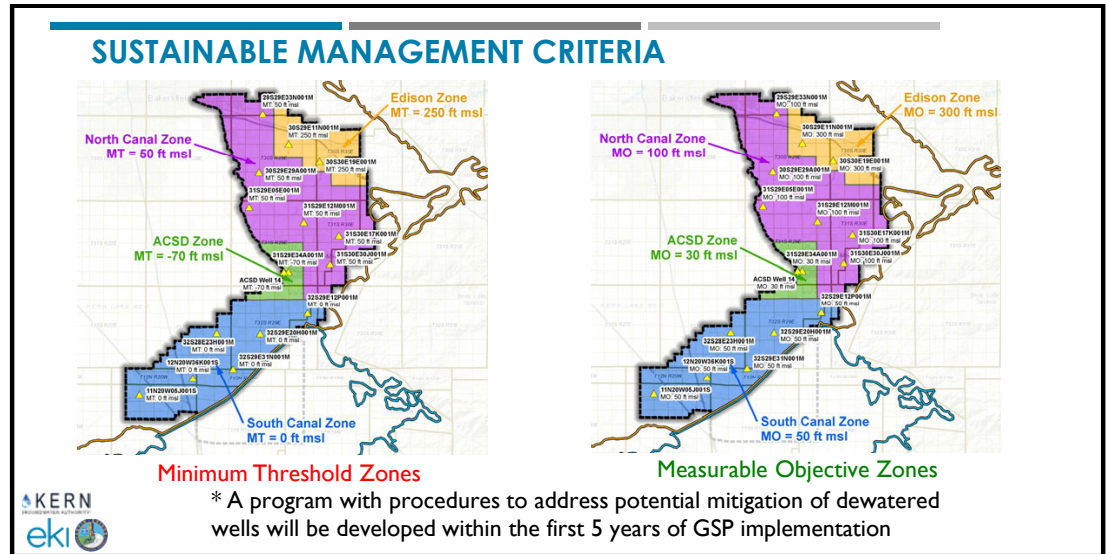 SUSTAINABLE MANAGEMENT CRITERIA
29S29E33N001M
MT: 50 ft msl
Edison Zone
MT = 250 ft msl
30S29E11N001M
MT: 250 ft msl
North Canal Zone
MT = 50 ft msl
30S30E19E001M
MT: 250 ft msl
30S29E29A001M
MT: 50 ft msl
31S29E05E001M
MT: 50 ft msl
31S29E12M001M
MT: 50 ft msl
31S30E17K001M
MT: 50 ft msl
ACSD Zone
MT = -70 ft msl
31S29E34A001M
MT: -70 ft msl
31S30E30J001M
MT: 50 ft msl
ACSD Well 14
MT: -70 ft msl
32S29E12P001M
MT: 0 ft msl
32S28E23H001M
MT: 0 ft msl
32S29E20H001M
MT: 0 ft msl
12N20W36K001S
MT: 0 ft msl
32S29E31N001M
MT: 0 ft msl
11N20W05J001S
MT: 0 ft msl
South Canal Zone
MT = 0 ft msl
Minimum Threshold Zones
29S29E33N001M
MO: 100 ft msl
Edison Zone
MO = 300 ft msl
30S29E11N001M
MO: 300 ft msl
North Canal Zone
MO = 100 ft msl
30S30E19E001M
MO: 300 ft msl
30S29E29A001M
MO: 100 ft msl
31S29E05E001M
MO: 100 ft msl
31S29E12M001M
MO: 100 ft msl
31S30E17K001M
MO: 100 ft msl
ACSD Zone
MO = 30 ft msl
31S29E34A001M
MO: 30 ft msl
31S30E30J001M
MO: 100 ft msl
ACSD Well 14
MO: 30 ft msl
32S29E12P001M
MO: 50 ft msl
32S28E23H001M
MO: 50 ft msl
32S29E20H001M
MO: 50 ft msl
12N20W36K001S
MO: 50 ft msl
32S29E31N001M
MO: 50 ft msl
11N20W05J001S
MO: 50 ft msl
South Canal Zone
MO = 50 ft msl
Measurable Objective Zones
* A program with procedures to address potential mitigation of dewatered
wells will be developed within the first 5 years of GSP implementation
KERN
GROUNDWATER AUTHORITY
eki